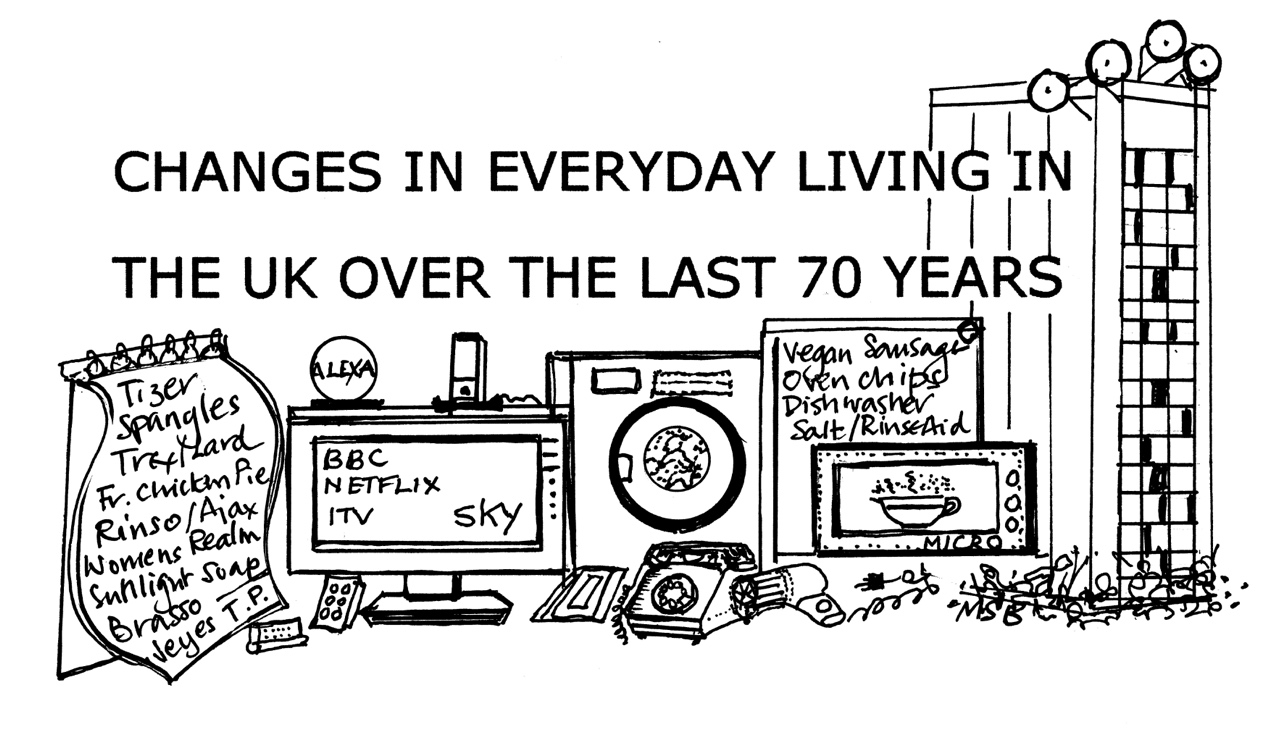 CHANGES IN EVERYDAY LIVING IN
THE UK OVER THE LAST 70 YEARS
Tizer
Spangles
Trex/Lard
Fr. Chicken Pie
Rinso/Ajax
Womens Realm
Sunlight Soap
Brasso
Jeyes T.P.
ALEXA
BBC
NETFLIX
ITV SKY
Vegan Sausage
Oven chips
Dishwasher
Salt/RinseAid
MICRO
MSB